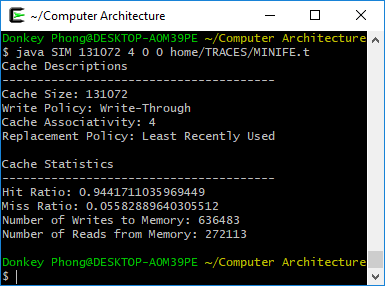 Donkey Phong@DESKTOP-AOM39PE ~/Computer Architecture
$ java SIM 131072 4 0 0 home/TRACES/MINIFE.t
Cache Descriptions
---------------------------------------
Cache Size: 131072
Write Policy: Write-Through
Cache Associativity: 4
Replacement Policy: Least Recently Used
Cache Statistics
---------------------------------------
Hit Ratio: 0.9441711035969449
Miss Ratio: 0.05582889640305512
Number of Writes to Memory: 636483
Number of Reads from Memory: 272113
Donkey Phong@DESKTOP-AOM39PE ~/Computer Architecture
$
~/Computer Architecture